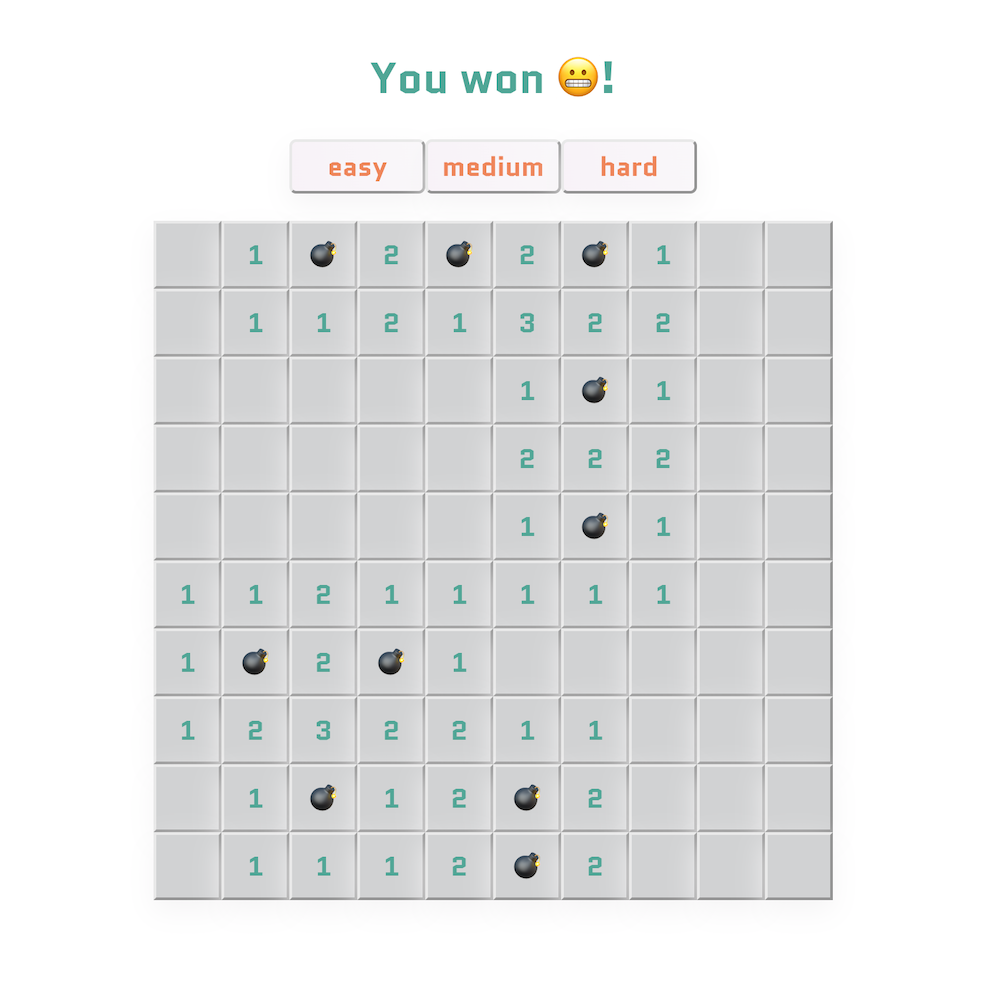 You won 😬!
easy medium hard
1 2 2 1
1 1 2 1 3 2 2
1 1
2 2 2
1 1
1 1 2 1 1 1 1 1
1 2 1
1 2 3 2 2 1 1
1 1 2 2
1 1 1 2 2